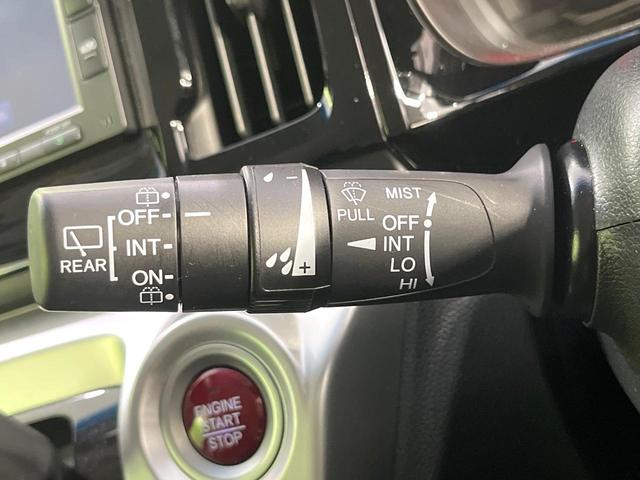 OFF
INT
ON
REAR
-
+
PULL
MIST
OFF
INT
LO
HI
ENGINE
START
STOP